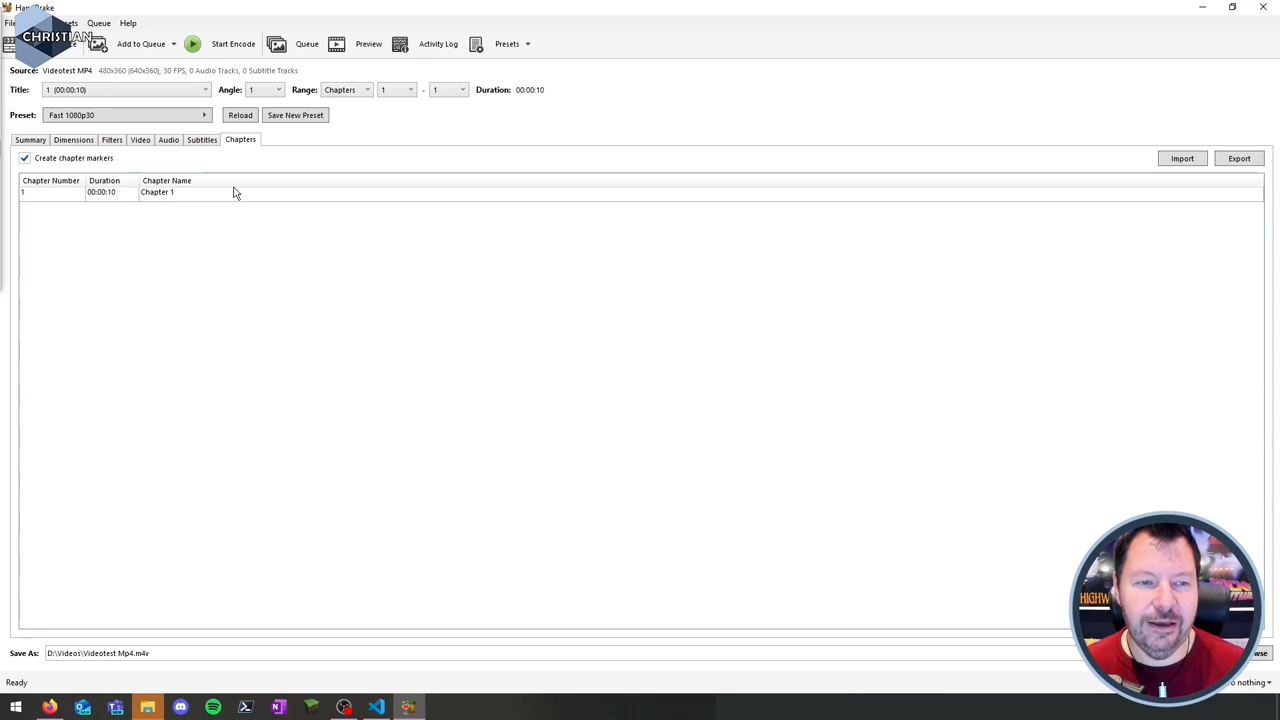 CHRISTIAN
Queue Help
Add to Queue Start Encode Queue Preview Activity Log Presets
Source: Videotest MP4 480x360 (640x360), 30 FPS, 0 Audio Tracks, 0 Subtitle Tracks
Title: 1 (00:00:10) Angle: 1 Range: Chapters 1 - 1 Duration: 00:00:10
Preset: Fast 1080p30 Reload Save New Preset
Summary Dimensions Filters Video Audio Subtitles Chapters
Create chapter markers Import Export
Chapter Number Duration Chapter Name
1 00:00:10 Chapter 1
Save As: D:\Videos\Videotest Mp4.m4v
Ready nothing